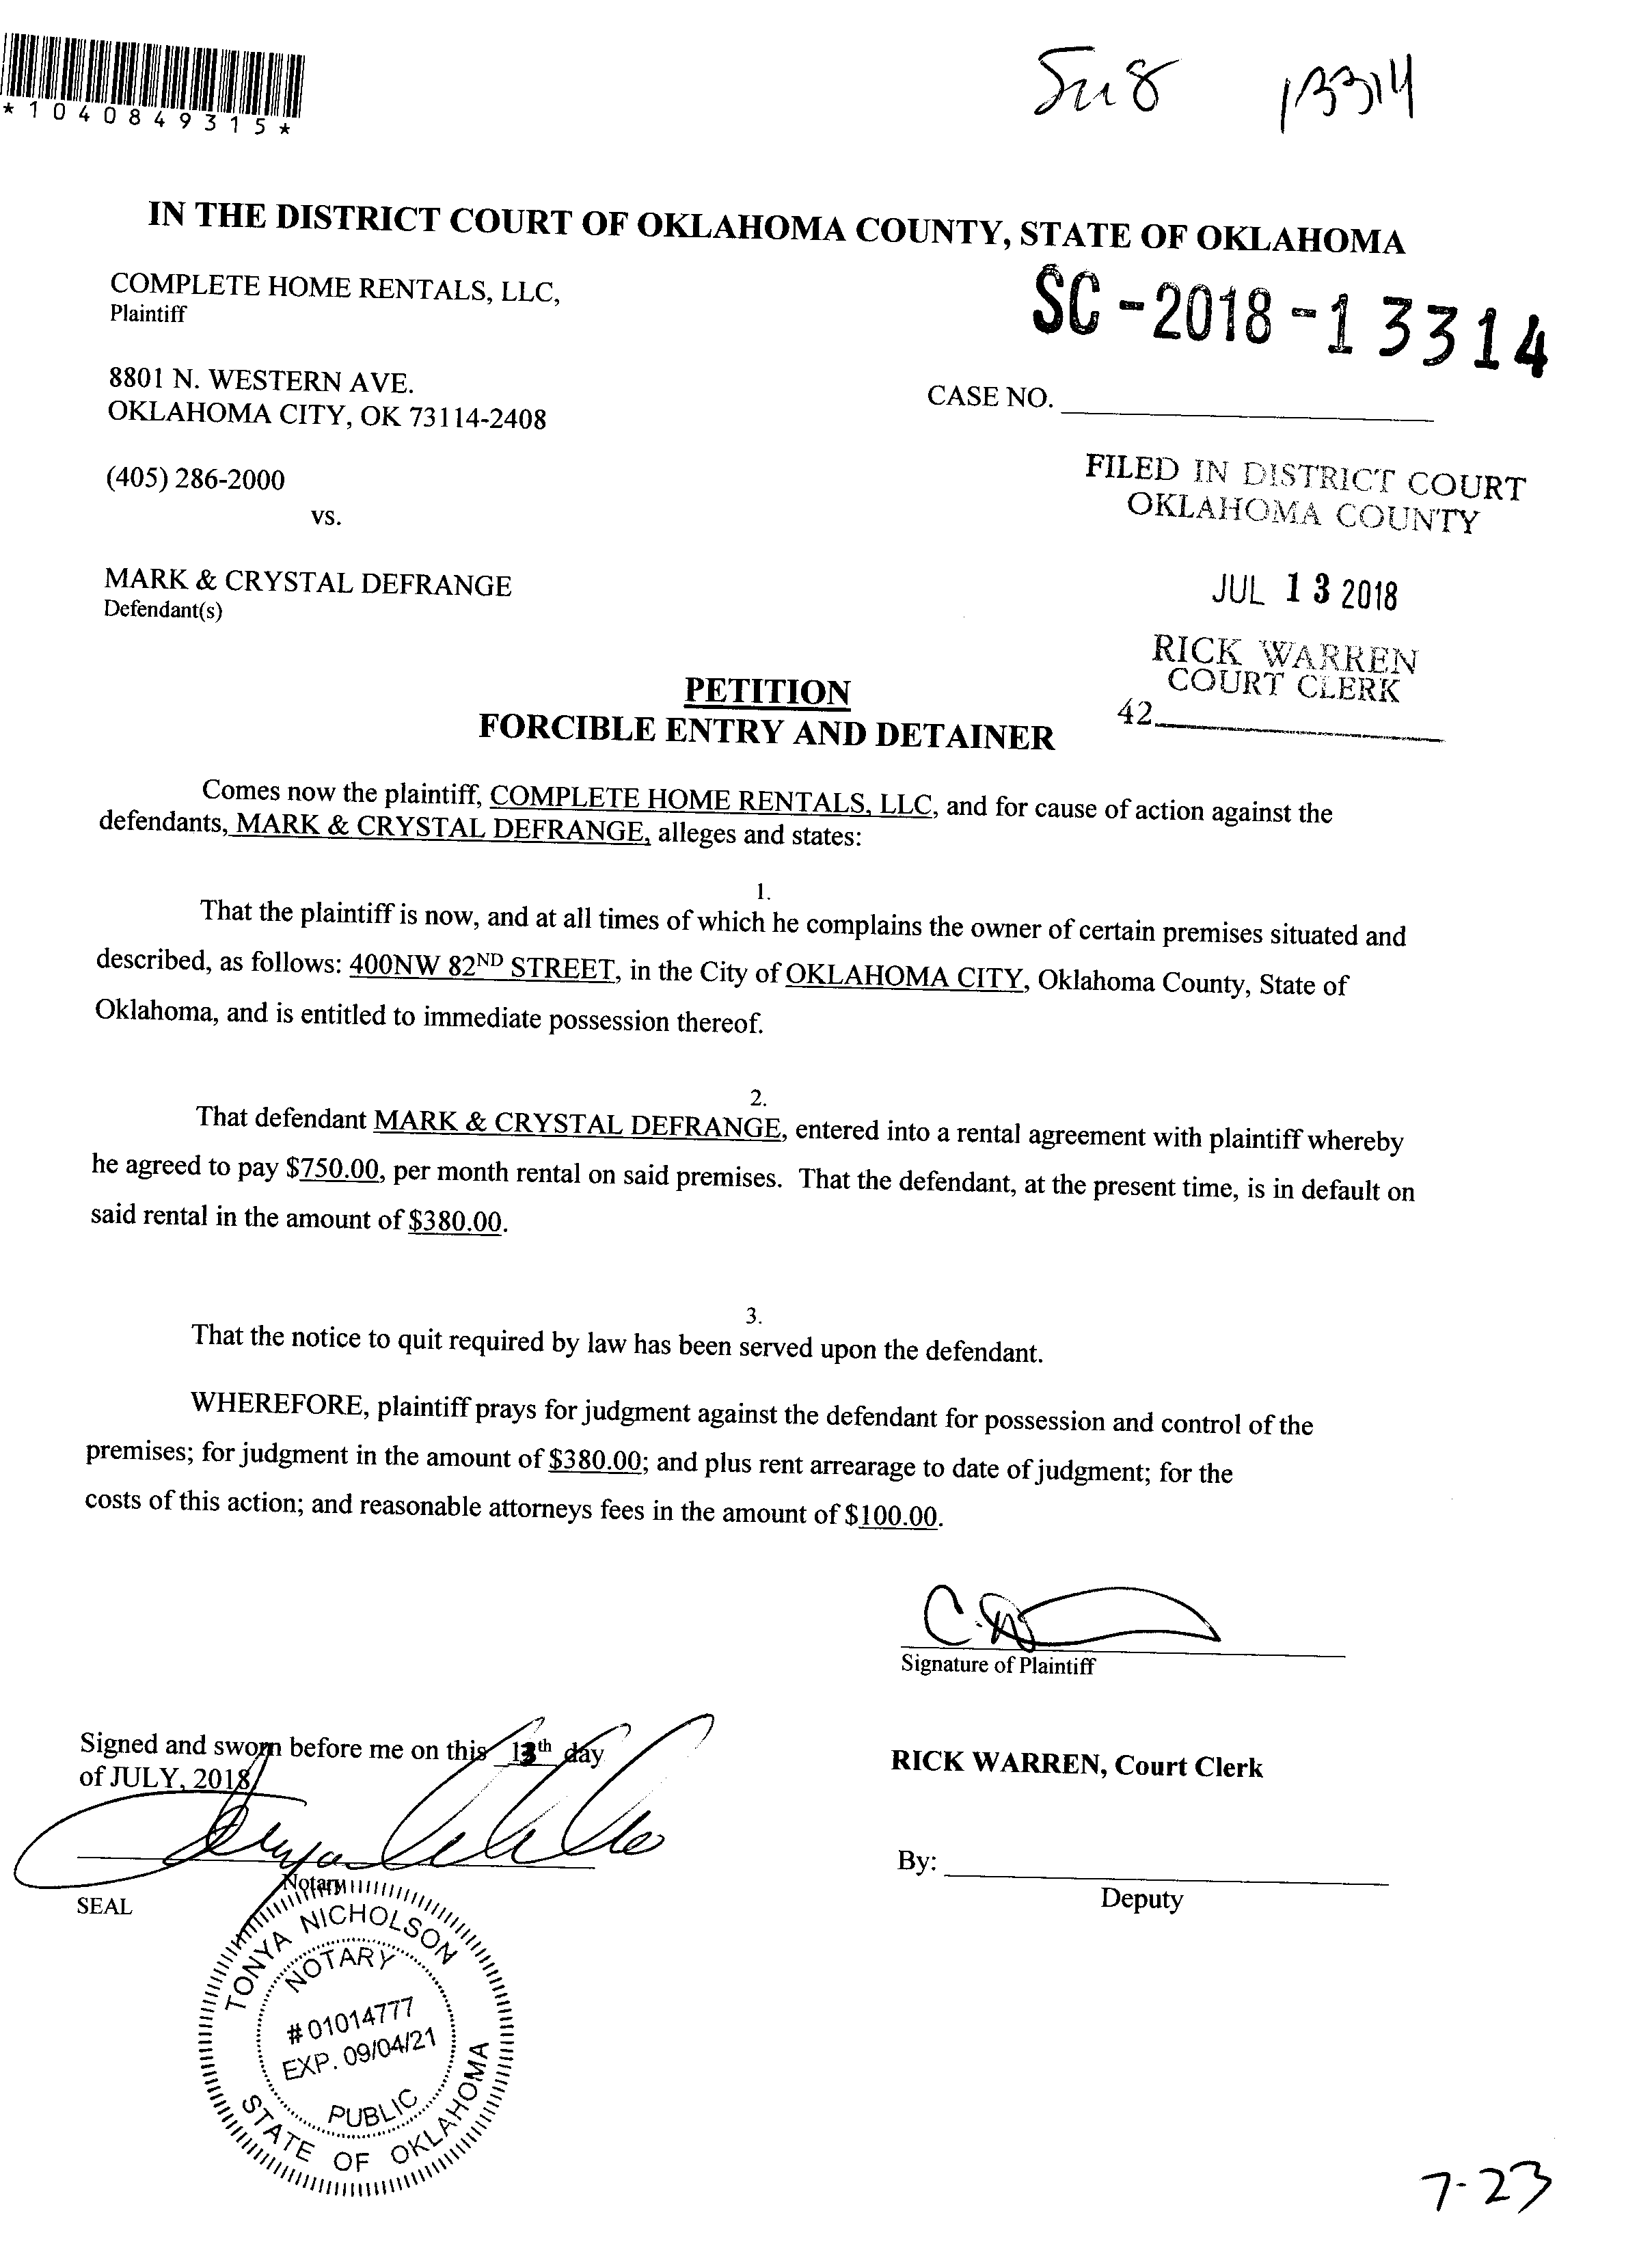 *1040849315*
13314
IN THE DISTRICT COURT OF OKLAHOMA COUNTY, STATE OF OKLAHOMA
COMPLETE HOME RENTALS, LLC,
Plaintiff
SC-2018-13314
8801 N. WESTERN AVE.
OKLAHOMA CITY, OK 73114-2408
CASE NO.
(405) 286-2000
vs.
FILED IN DISTRICT COURT
OKLAHOMA COUNTY
MARK & CRYSTAL DEFRANGE
Defendant(s)
JUL 13 2018
RICK WARREN
COURT CLERK
42
PETITION
FORCIBLE ENTRY AND DETAINER
Comes now the plaintiff, COMPLETE HOME RENTALS, LLC, and for cause of action against the
defendants, MARK & CRYSTAL DEFRANGE, alleges and states:
1.
That the plaintiff is now, and at all times of which he complains the owner of certain premises situated and
described, as follows: 400NW 82ND STREET, in the City of OKLAHOMA CITY, Oklahoma County, State of
Oklahoma, and is entitled to immediate possession thereof.
2.
That defendant MARK & CRYSTAL DEFRANGE, entered into a rental agreement with plaintiff whereby
he agreed to pay $750.00, per month rental on said premises. That the defendant, at the present time, is in default on
said rental in the amount of $380.00.
3.
That the notice to quit required by law has been served upon the defendant.
WHEREFORE, plaintiff prays for judgment against the defendant for possession and control of the
premises; for judgment in the amount of $380.00; and plus rent arrearage to date of judgment; for the
costs of this action; and reasonable attorneys fees in the amount of $100.00.
Signature of Plaintiff
Signed and sworn before me on this 13th day
of JULY, 2018
RICK WARREN, Court Clerk
Notary
SEAL
By:
Deputy
TONYA NICHOLSON
NOTARY
#01014777
EXP. 09/04/21
PUBLIC
STATE OF OKLAHOMA
7-23